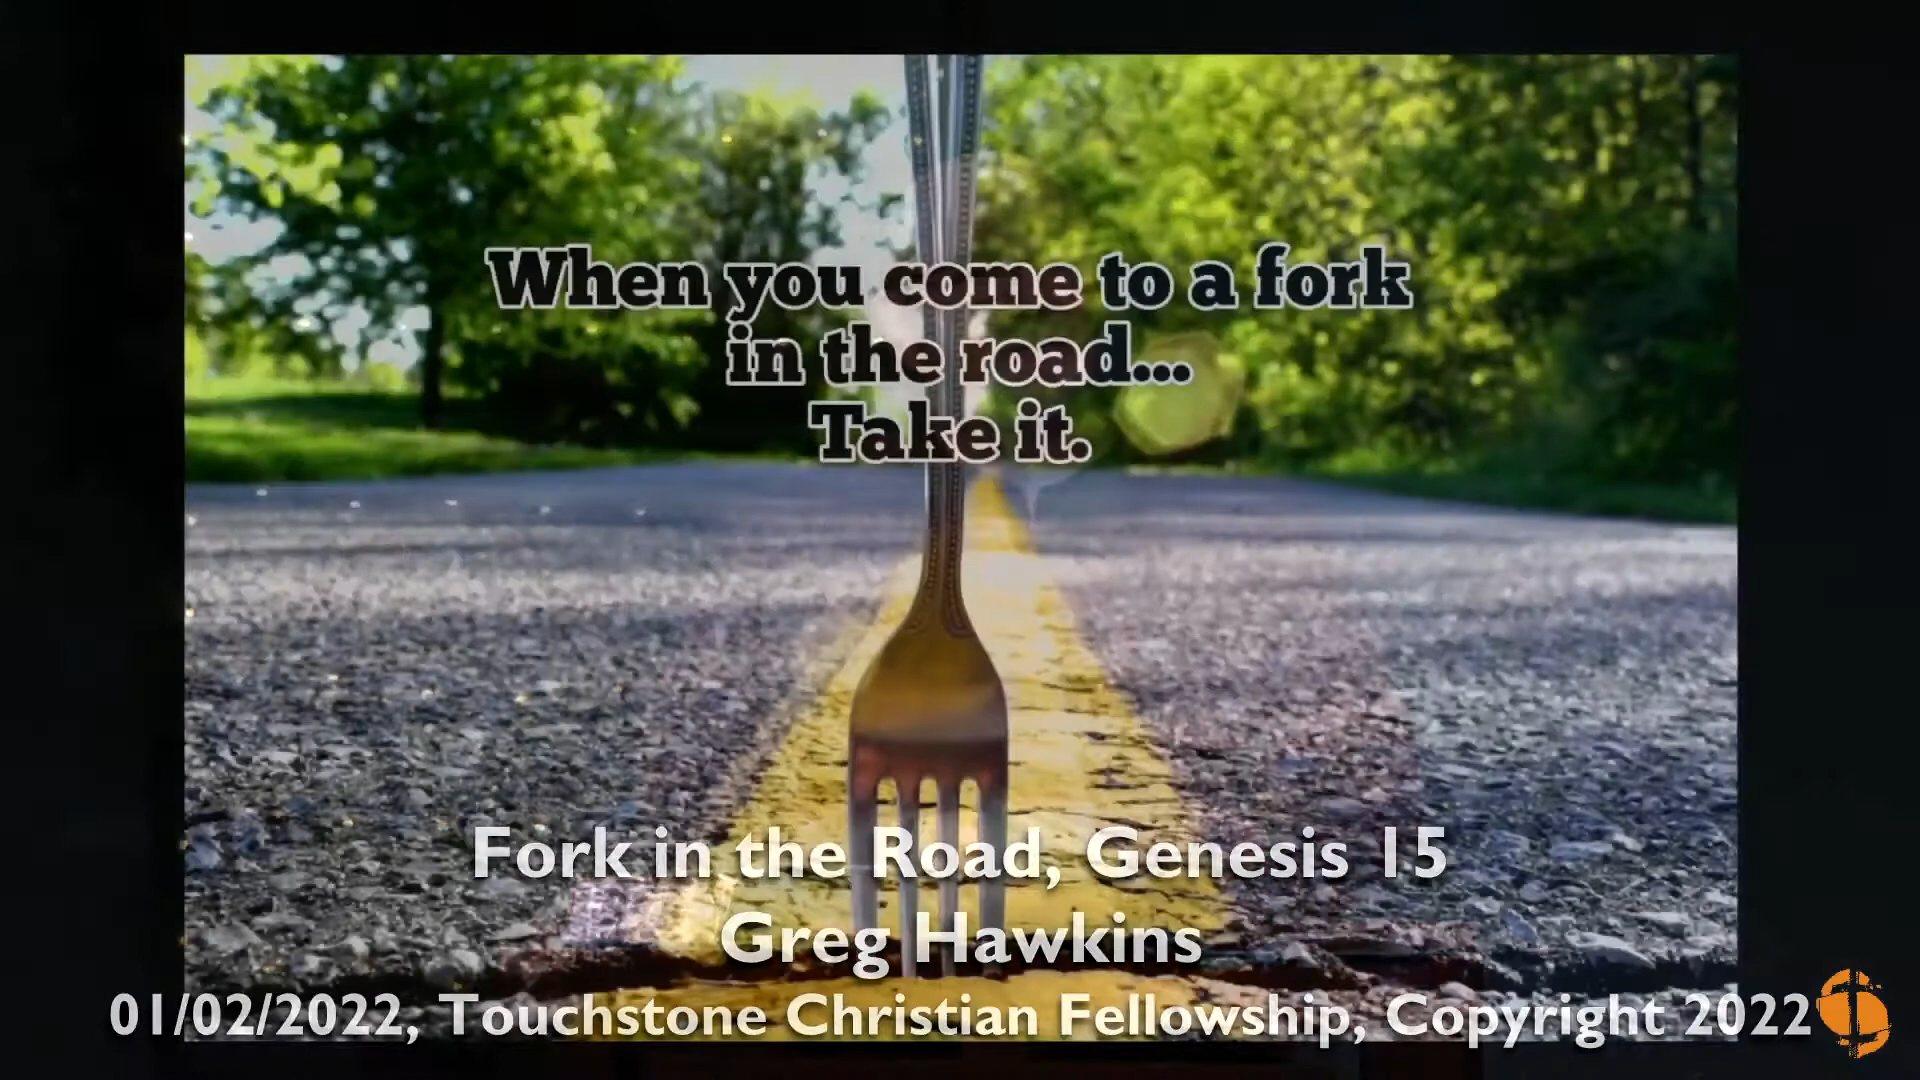 When you come to a fork
in the road...
Take it.
Fork in the Road, Genesis 15
Greg Hawkins
01/02/2022, Touchstone Christian Fellowship, Copyright 2022